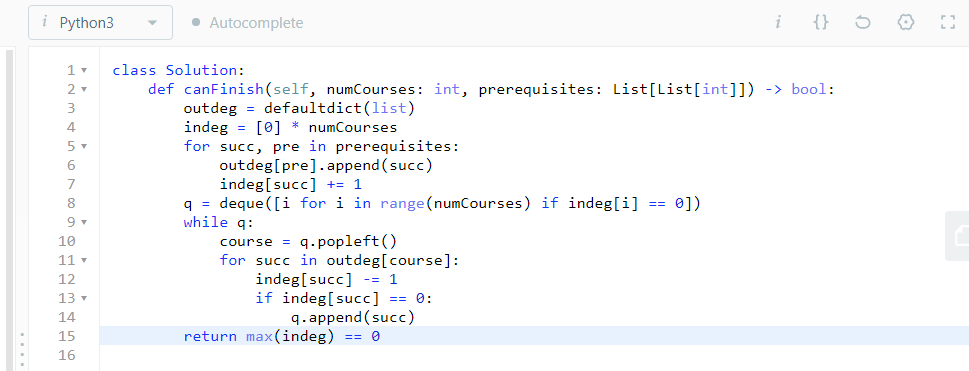 i Python3 Autocomplete i {}
1 class Solution:
2     def canFinish(self, numCourses: int, prerequisites: List[List[int]]) -> bool:
3         outdeg = defaultdict(list)
4         indeg = [0] * numCourses
5         for succ, pre in prerequisites:
6             outdeg[pre].append(succ)
7             indeg[succ] += 1
8         q = deque([i for i in range(numCourses) if indeg[i] == 0])
9         while q:
10             course = q.popleft()
11             for succ in outdeg[course]:
12                 indeg[succ] -= 1
13                 if indeg[succ] == 0:
14                     q.append(succ)
15         return max(indeg) == 0
16